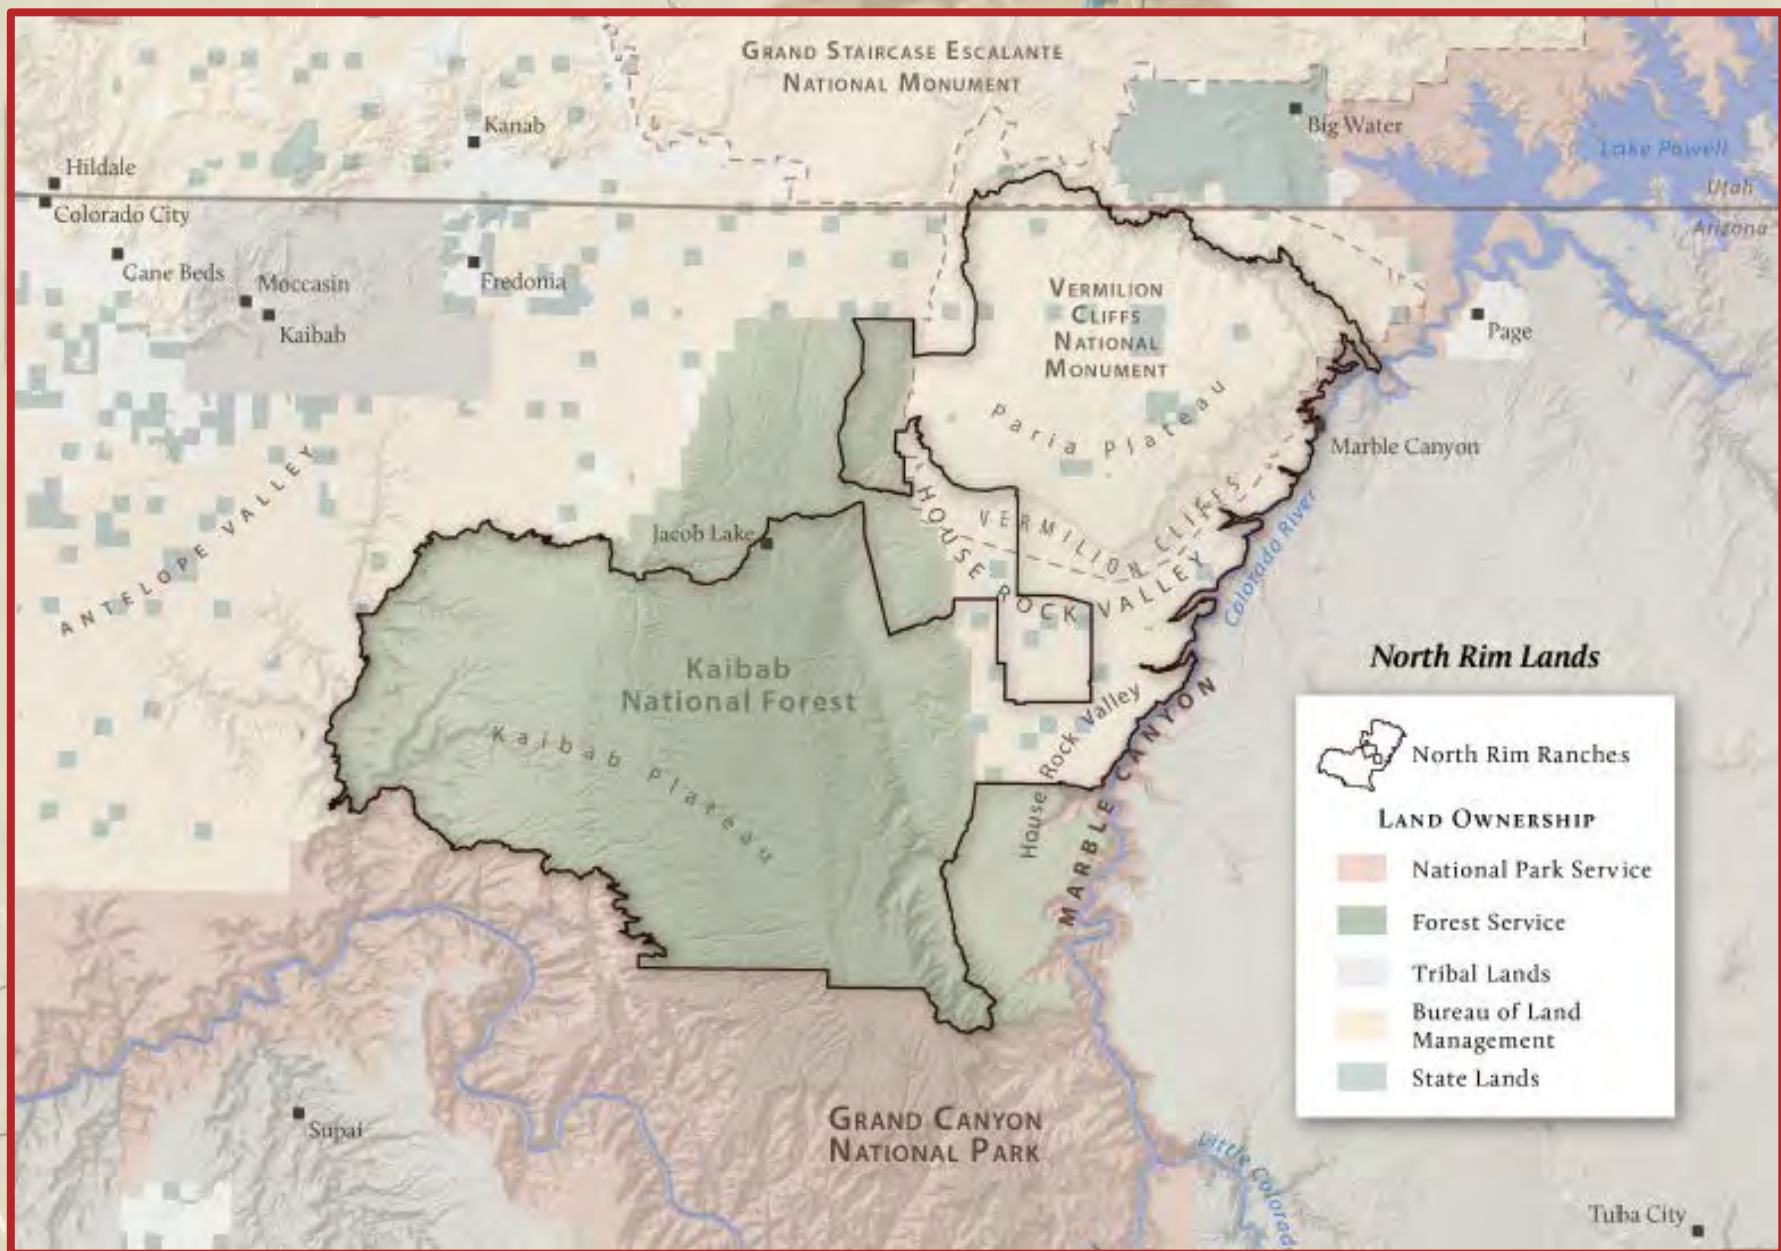 GRAND STAIRCASE ESCALANTE
NATIONAL MONUMENT
Kanab
Big Water
Lake Powell
Hildale
Utah
Colorado City
Arizona
Cane Beds
Moccasin
Fredonia
Kaibab
VERMILION
CLIFFS
NATIONAL
MONUMENT
Page
Paria Plateau
Marble Canyon
ANTELOPE VALLEY
VERMILION CLIFFS
HOUSE ROCK VALLEY
Colorado River
Jacob Lake
Kaibab
National Forest
Kaibab Plateau
House Rock Valley
MARBLE CANYON
North Rim Lands
North Rim Ranches
LAND OWNERSHIP
National Park Service
Forest Service
Tribal Lands
Bureau of Land
Management
State Lands
Supai
GRAND CANYON
NATIONAL PARK
Little Colorad
Tuba City